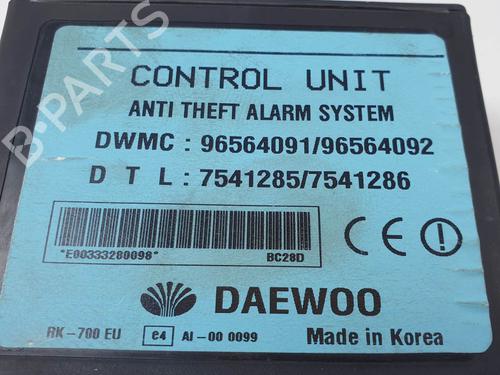 CONTROL UNIT
ANTI THEFT ALARM SYSTEM
DWMC : 96564091/96564092
D T L : 7541285/7541286
*E00333280098* BC28D
CE
DAEWOO
RK-700 EU e4 AI-00 0099 Made in Korea